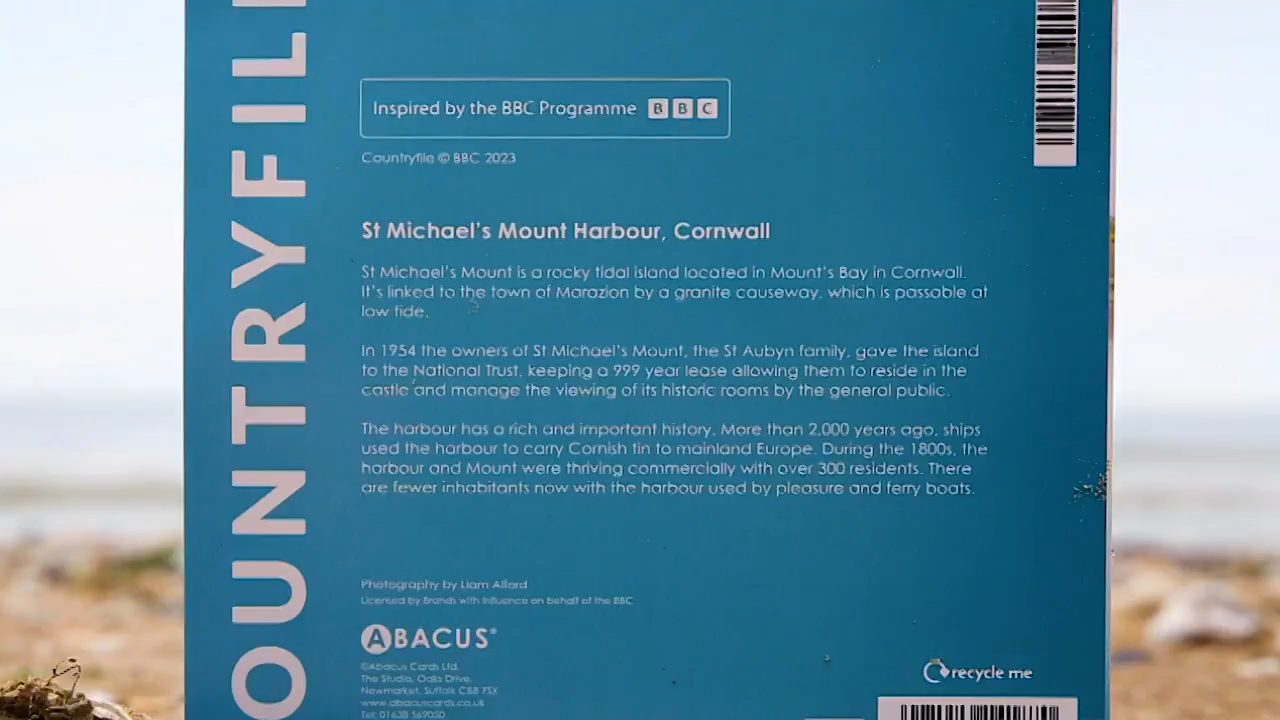 OUNTRYFIL
Inspired by the BBC Programme BBC
Countryfile © BBC 2023
St Michael's Mount Harbour, Cornwall
St Michael's Mount is a rocky tidal island located in Mount's Bay in Cornwall.
It's linked to the town of Marazion by a granite causeway, which is passable at
low tide.
In 1954 the owners of St Michael's Mount, the St Aubyn family, gave the island
to the National Trust, keeping a 999 year lease allowing them to reside in the
castle and manage the viewing of its historic rooms by the general public.
The harbour has a rich and important history. More than 2,000 years ago, ships
used the harbour to carry Cornish tin to mainland Europe. During the 1800s, the
harbour and Mount were thriving commercially with over 300 residents. There
are fewer inhabitants now with the harbour used by pleasure and ferry boats.
Photography by Liam Allard
Licensed by Brands with Influence on behalf of the BBC
ABACUS®
©Abacus Cards Ltd,
The Studio, Oaks Drive,
Newmarket, Suffolk CB8 7SX
www.abacuscards.co.uk
Tel: 01638 569050
recycle me